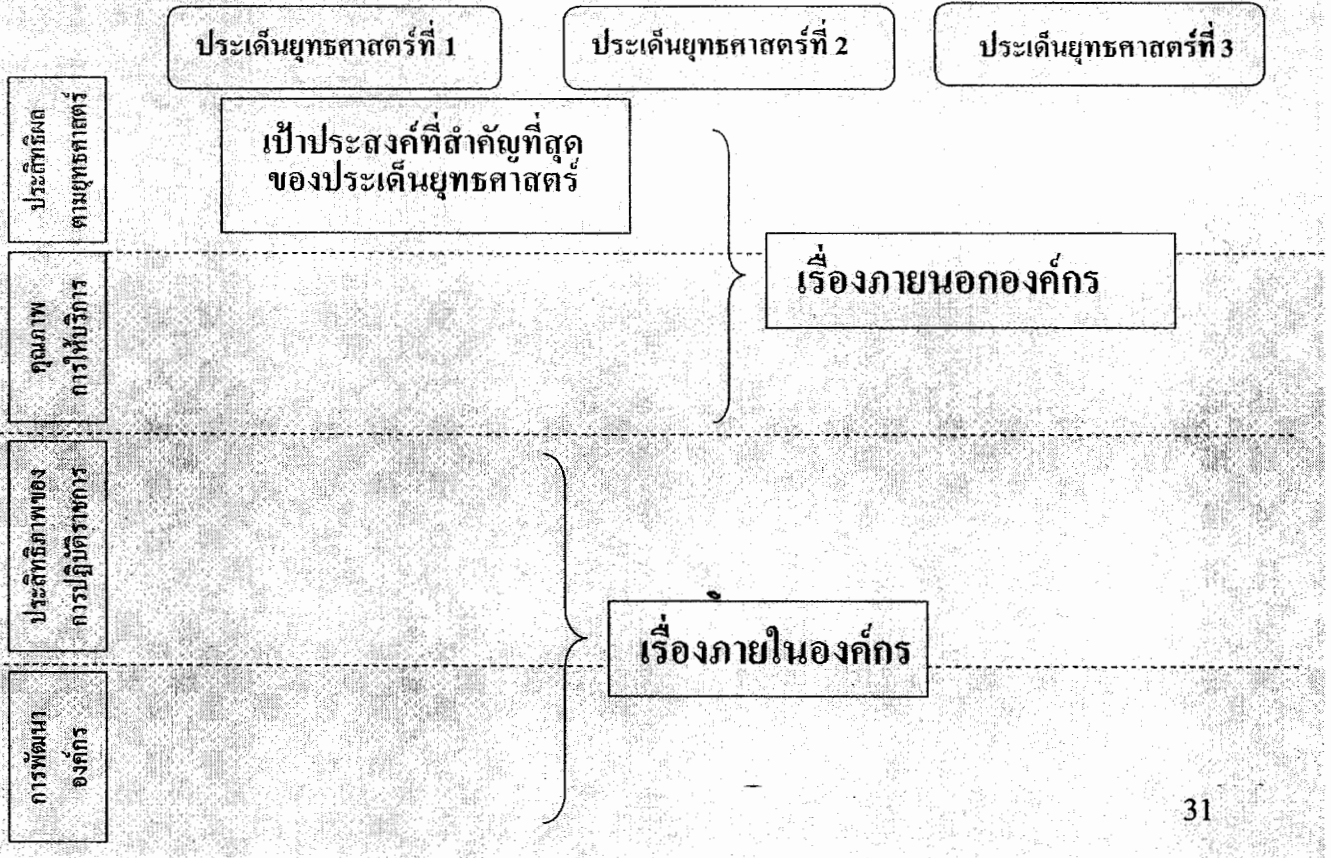 ประเด็นยุทธศาสตร์ที่ 1
ประเด็นยุทธศาสตร์ที่ 2
ประเด็นยุทธศาสตร์ที่ 3
ประสิทธิผล
ตามยุทธศาสตร์
เป้าประสงค์ที่สำคัญที่สุด
ของประเด็นยุทธศาสตร์
เรื่องภายนอกองค์กร
คุณภาพ
การให้บริการ
ประสิทธิภาพของ
การปฏิบัติราชการ
เรื่องภายในองค์กร
การพัฒนา
องค์กร
31